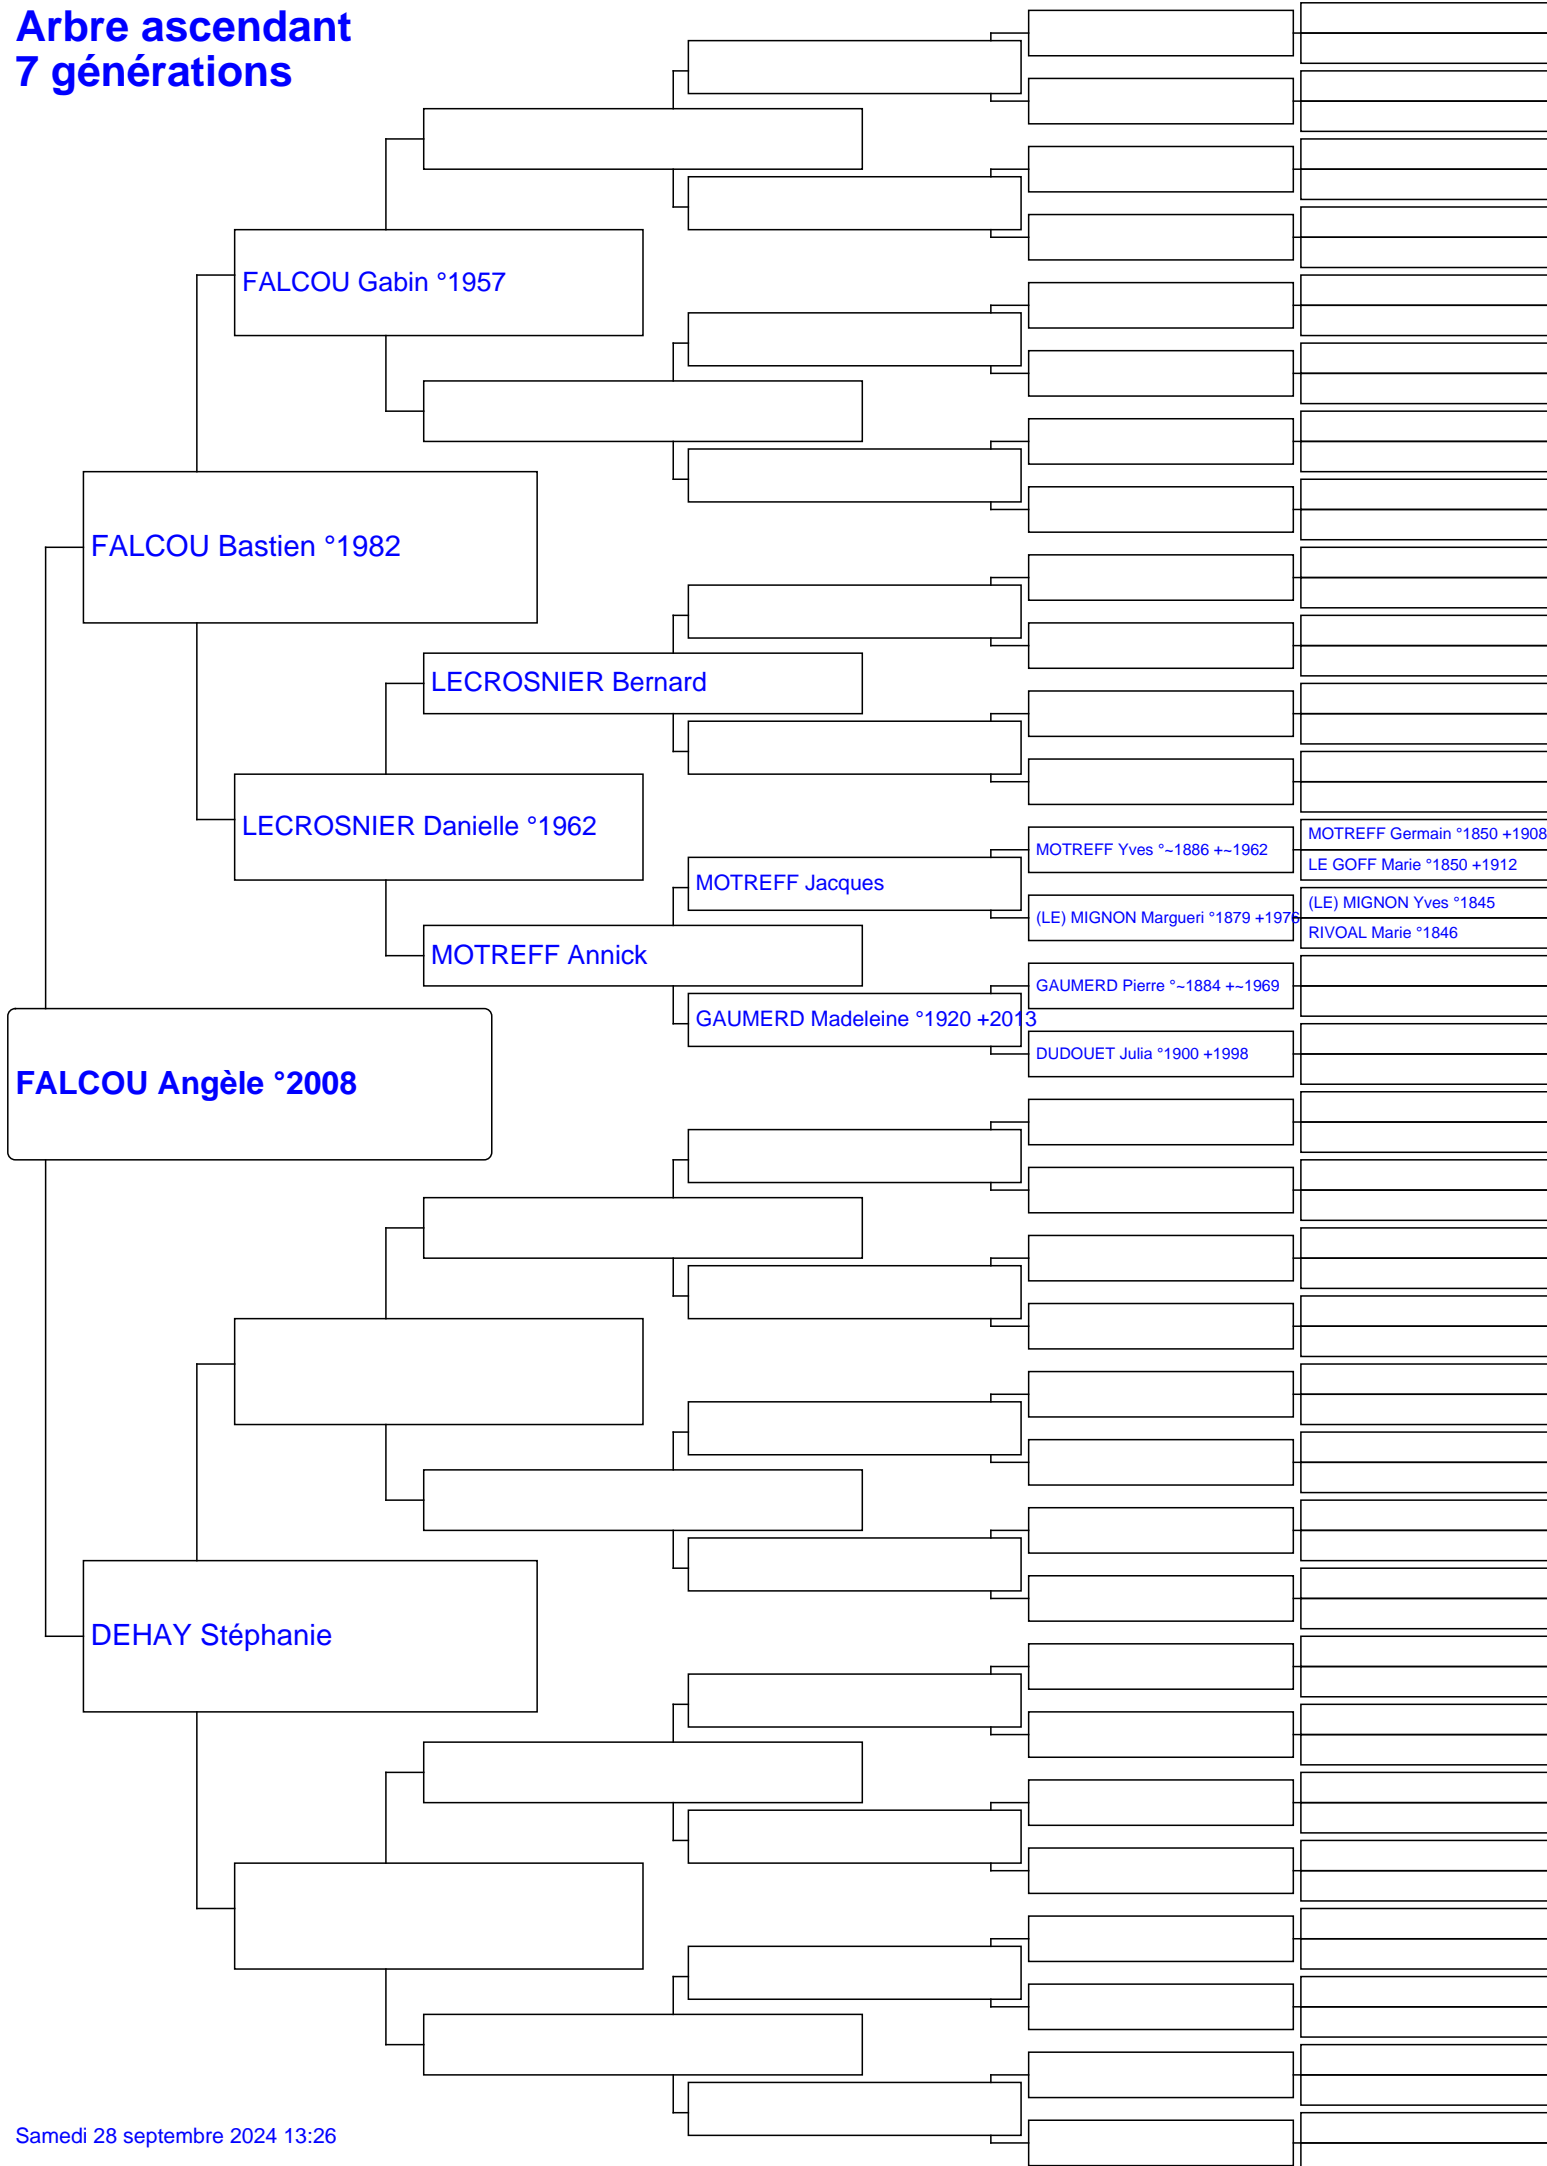 Arbre ascendant
7 générations
FALCOU Gabin °1957
FALCOU Bastien °1982
LECROSNIER Bernard
LECROSNIER Danielle °1962
MOTREFF Germain °1850 +1908
MOTREFF Yves °~1886 +~1962
LE GOFF Marie °1850 +1912
MOTREFF Jacques
(LE) MIGNON Yves °1845
(LE) MIGNON Margueri °1879 +1976
RIVOAL Marie °1846
MOTREFF Annick
GAUMERD Pierre °~1884 +~1969
GAUMERD Madeleine °1920 +2013
DUDOUET Julia °1900 +1998
FALCOU Angèle °2008
DEHAY Stéphanie
Samedi 28 septembre 2024 13:26